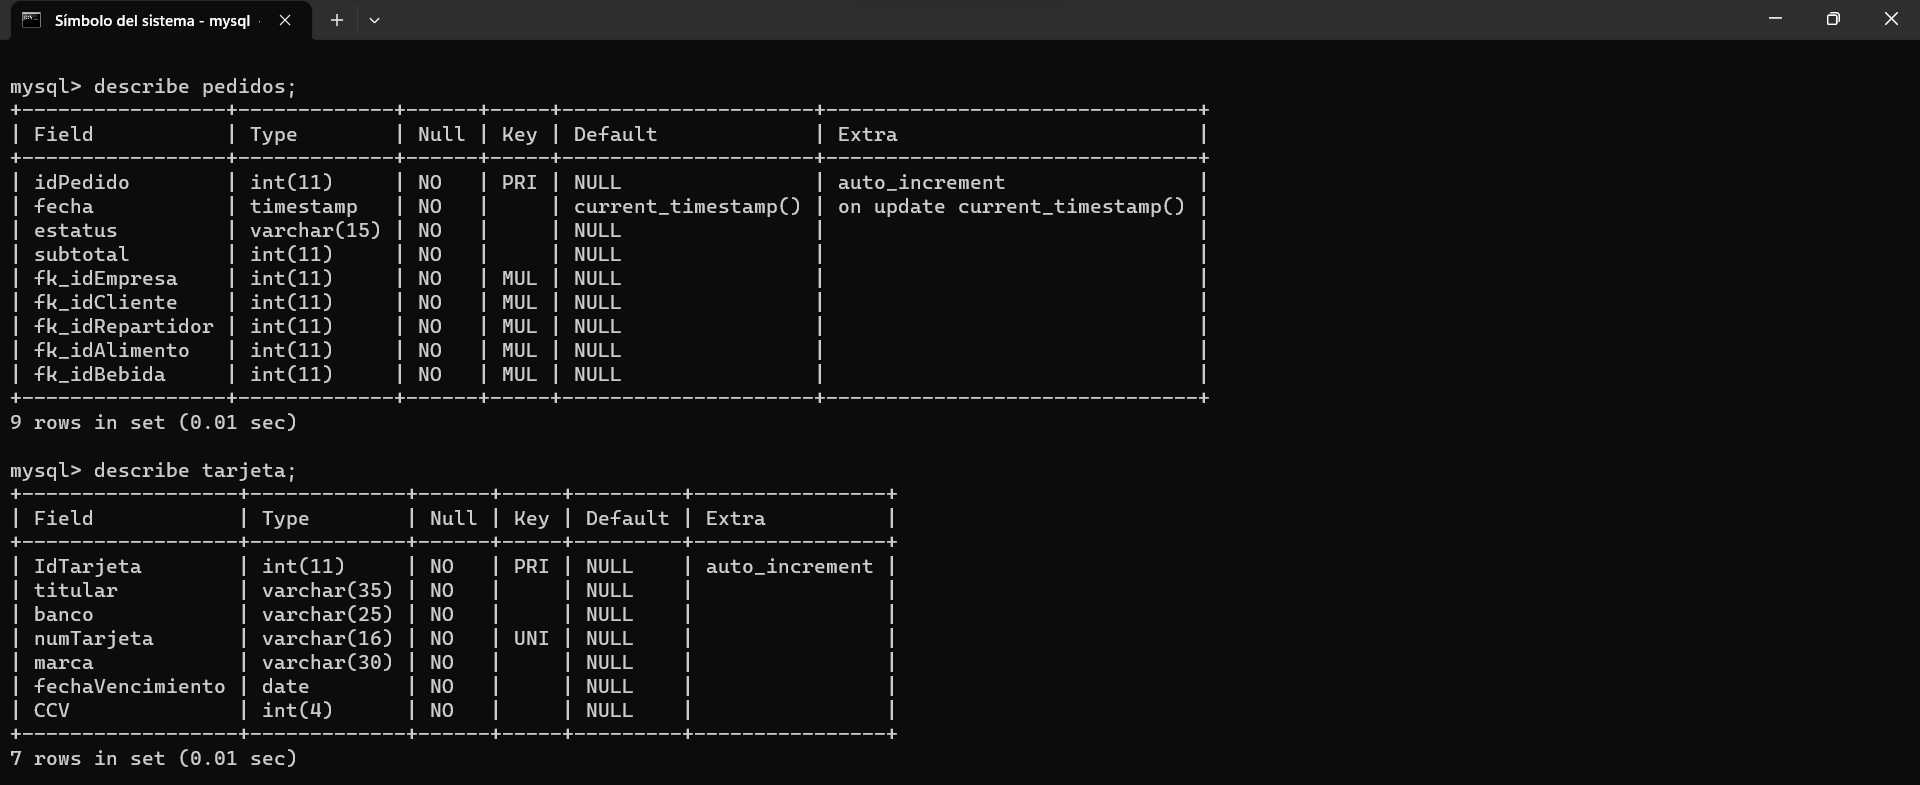 Símbolo del sistema - mysql
mysql> describe pedidos;
+-----------------+-------------+------+-----+---------------------+-------------------------------+
| Field           | Type        | Null | Key | Default             | Extra                         |
+-----------------+-------------+------+-----+---------------------+-------------------------------+
| idPedido        | int(11)     | NO   | PRI | NULL                | auto_increment                |
| fecha           | timestamp   | NO   |     | current_timestamp() | on update current_timestamp() |
| estatus         | varchar(15) | NO   |     | NULL                |                               |
| subtotal        | int(11)     | NO   |     | NULL                |                               |
| fk_idEmpresa    | int(11)     | NO   | MUL | NULL                |                               |
| fk_idCliente    | int(11)     | NO   | MUL | NULL                |                               |
| fk_idRepartidor | int(11)     | NO   | MUL | NULL                |                               |
| fk_idAlimento   | int(11)     | NO   | MUL | NULL                |                               |
| fk_idBebida     | int(11)     | NO   | MUL | NULL                |                               |
+-----------------+-------------+------+-----+---------------------+-------------------------------+
9 rows in set (0.01 sec)
mysql> describe tarjeta;
+------------------+-------------+------+-----+---------+----------------+
| Field            | Type        | Null | Key | Default | Extra          |
+------------------+-------------+------+-----+---------+----------------+
| IdTarjeta        | int(11)     | NO   | PRI | NULL    | auto_increment |
| titular          | varchar(35) | NO   |     | NULL    |                |
| banco            | varchar(25) | NO   |     | NULL    |                |
| numTarjeta       | varchar(16) | NO   | UNI | NULL    |                |
| marca            | varchar(30) | NO   |     | NULL    |                |
| fechaVencimiento | date        | NO   |     | NULL    |                |
| CCV              | int(4)      | NO   |     | NULL    |                |
+------------------+-------------+------+-----+---------+----------------+
7 rows in set (0.01 sec)